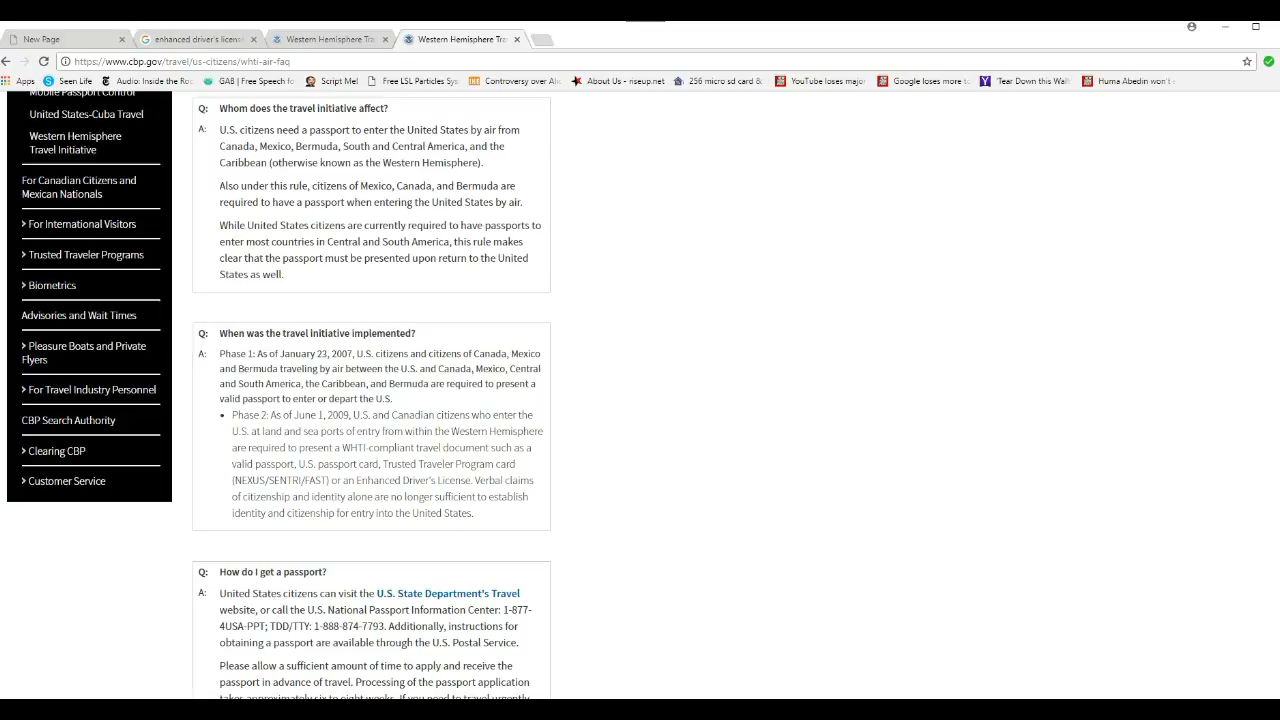 New Page
enhanced driver's license
Western Hemisphere Tra
Western Hemisphere Tra
https://www.cbp.gov/travel/us-citizens/whti-air-faq
Apps
Seen Life
Audio: Inside the Ro
GAB | Free Speech fo
Script Me!
Free LSL Particles Sys
Controversy over Al
About Us - riseup.net
256 micro sd card &
YouTube loses major
Google loses more to
'Tear Down this Wal
Huma Abedin won't
Mobile Passport Control
United States-Cuba Travel
Western Hemisphere
Travel Initiative
For Canadian Citizens and
Mexican Nationals
For International Visitors
Trusted Traveler Programs
Biometrics
Advisories and Wait Times
Pleasure Boats and Private
Flyers
For Travel Industry Personnel
CBP Search Authority
Clearing CBP
Customer Service
Q: Whom does the travel initiative affect?
A: U.S. citizens need a passport to enter the United States by air from
Canada, Mexico, Bermuda, South and Central America, and the
Caribbean (otherwise known as the Western Hemisphere).
Also under this rule, citizens of Mexico, Canada, and Bermuda are
required to have a passport when entering the United States by air.
While United States citizens are currently required to have passports to
enter most countries in Central and South America, this rule makes
clear that the passport must be presented upon return to the United
States as well.
Q: When was the travel initiative implemented?
A: Phase 1: As of January 23, 2007, U.S. citizens and citizens of Canada, Mexico
and Bermuda traveling by air between the U.S. and Canada, Mexico, Central
and South America, the Caribbean, and Bermuda are required to present a
valid passport to enter or depart the U.S.
• Phase 2: As of June 1, 2009, U.S. and Canadian citizens who enter the
U.S. at land and sea ports of entry from within the Western Hemisphere
are required to present a WHTI-compliant travel document such as a
valid passport, U.S. passport card, Trusted Traveler Program card
(NEXUS/SENTRI/FAST) or an Enhanced Driver's License. Verbal claims
of citizenship and identity alone are no longer sufficient to establish
identity and citizenship for entry into the United States.
Q: How do I get a passport?
A: United States citizens can visit the U.S. State Department's Travel
website, or call the U.S. National Passport Information Center: 1-877-
4USA-PPT; TDD/TTY: 1-888-874-7793. Additionally, instructions for
obtaining a passport are available through the U.S. Postal Service.
Please allow a sufficient amount of time to apply and receive the
passport in advance of travel. Processing of the passport application
takes approximately six to eight weeks. If you need to travel urgently